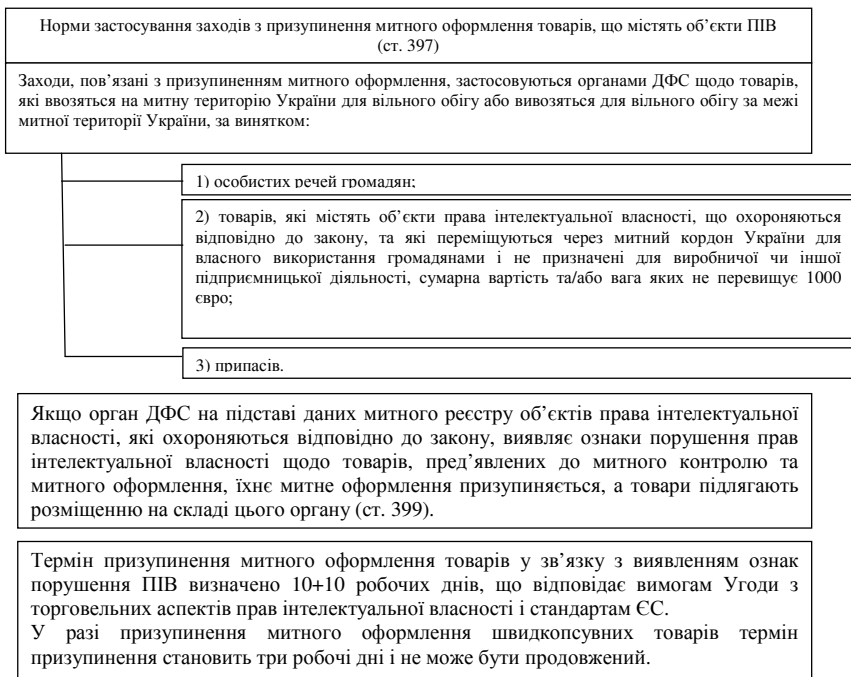 Норми застосування заходів з призупинення митного оформлення товарів, що містять об’єкти ПІВ
(ст. 397)
Заходи, пов’язані з призупиненням митного оформлення, застосовуються органами ДФС щодо товарів,
які ввозяться на митну територію України для вільного обігу або вивозяться для вільного обігу за межі
митної території України, за винятком:
1) особистих речей громадян;
2) товарів, які містять об’єкти права інтелектуальної власності, що охороняються
відповідно до закону, та які переміщуються через митний кордон України для
власного використання громадянами і не призначені для виробничої чи іншої
підприємницької діяльності, сумарна вартість та/або вага яких не перевищує 1000
євро;
3) припасів.
Якщо орган ДФС на підставі даних митного реєстру об’єктів права інтелектуальної
власності, які охороняються відповідно до закону, виявляє ознаки порушення прав
інтелектуальної власності щодо товарів, пред’явлених до митного контролю та
митного оформлення, їхнє митне оформлення призупиняється, а товари підлягають
розміщенню на складі цього органу (ст. 399).
Термін призупинення митного оформлення товарів у зв’язку з виявленням ознак
порушення ПІВ визначено 10+10 робочих днів, що відповідає вимогам Угоди з
торговельних аспектів прав інтелектуальної власності і стандартам ЄС.
У разі призупинення митного оформлення швидкопсувних товарів термін
призупинення становить три робочі дні і не може бути продовжений.